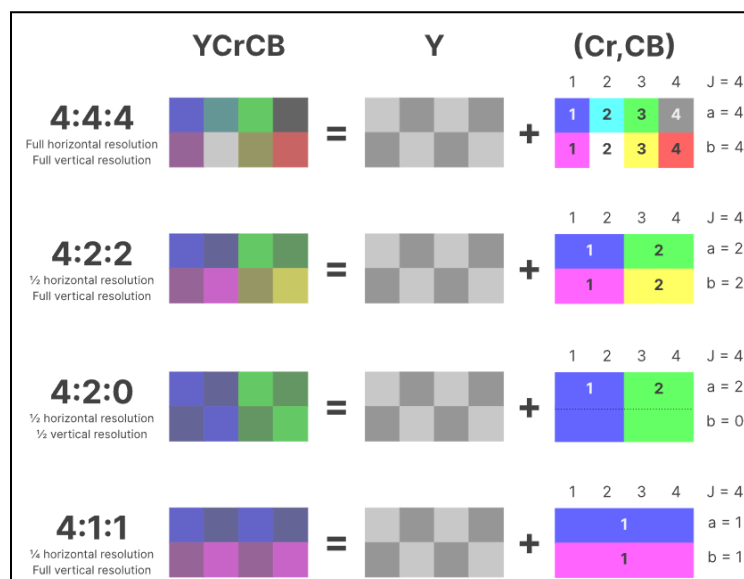 YCrCB Y (Cr,CB)
1 2 3 4 J = 4
4:4:4
Full horizontal resolution
Full vertical resolution
=
+
1 2 3 4 a = 4
1 2 3 4 b = 4
1 2 3 4 J = 4
4:2:2
½ horizontal resolution
Full vertical resolution
=
+
1 2 a = 2
1 2 b = 2
1 2 3 4 J = 4
4:2:0
½ horizontal resolution
½ vertical resolution
=
+
1 2 a = 2
b = 0
1 2 3 4 J = 4
4:1:1
¼ horizontal resolution
Full vertical resolution
=
+
1 a = 1
1 b = 1